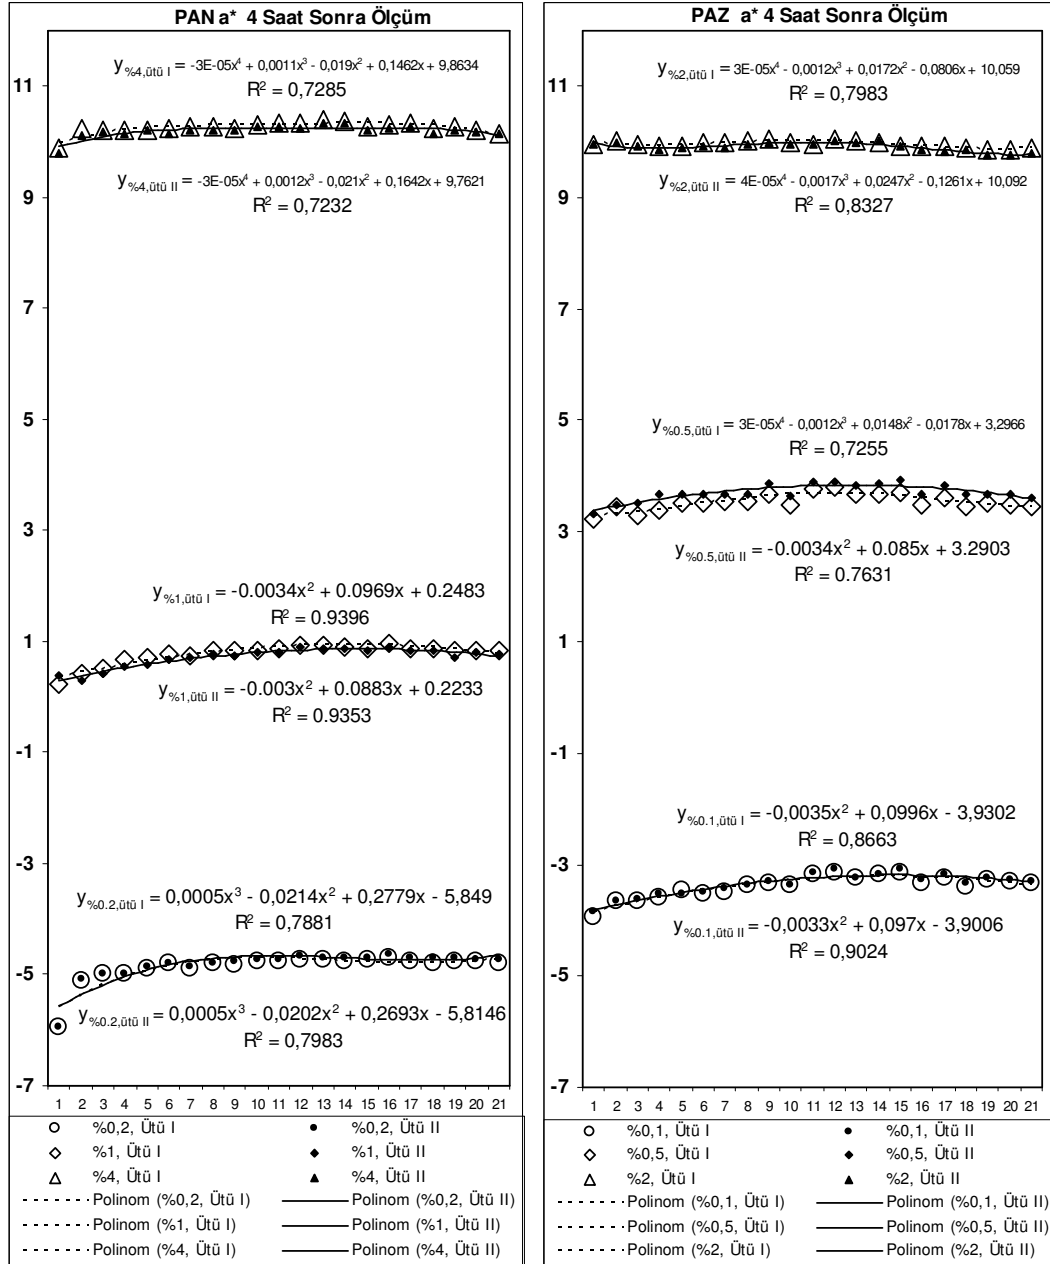 PAN a* 4 Saat Sonra Ölçüm
y%4,ütü I = -3E-05x⁴ + 0,0011x³ - 0,019x² + 0,1462x + 9,8634
R² = 0,7285
y%4,ütü II = -3E-05x⁴ + 0,0012x³ - 0,021x² + 0,1642x + 9,7621
R² = 0,7232
y%1,ütü I = -0.0034x² + 0.0969x + 0.2483
R² = 0.9396
y%1,ütü II = -0.003x² + 0.0883x + 0.2233
R² = 0.9353
y%0.2,ütü I = 0,0005x³ - 0,0214x² + 0,2779x - 5,849
R² = 0,7881
y%0.2,ütü II = 0,0005x³ - 0,0202x² + 0,2693x - 5,8146
R² = 0,7983
11
9
7
5
3
1
-1
-3
-5
-7
1 2 3 4 5 6 7 8 9 10 11 12 13 14 15 16 17 18 19 20 21
%0,2, Ütü I %0,2, Ütü II
%1, Ütü I %1, Ütü II
%4, Ütü I %4, Ütü II
Polinom (%0,2, Ütü I) Polinom (%0,2, Ütü II)
Polinom (%1, Ütü I) Polinom (%1, Ütü II)
Polinom (%4, Ütü I) Polinom (%4, Ütü II)
PAZ a* 4 Saat Sonra Ölçüm
y%2,ütü I = 3E-05x⁴ - 0,0012x³ + 0,0172x² - 0,0806x + 10,059
R² = 0,7983
y%2,ütü II = 4E-05x⁴ - 0,0017x³ + 0,0247x² - 0,1261x + 10,092
R² = 0,8327
y%0.5,ütü I = 3E-05x⁴ - 0,0012x³ + 0,0148x² - 0,0178x + 3,2966
R² = 0,7255
y%0.5,ütü II = -0.0034x² + 0.085x + 3.2903
R² = 0.7631
y%0.1,ütü I = -0,0035x² + 0,0996x - 3,9302
R² = 0,8663
y%0.1,ütü II = -0,0033x² + 0,097x - 3,9006
R² = 0,9024
11
9
7
5
3
1
-1
-3
-5
-7
1 2 3 4 5 6 7 8 9 10 11 12 13 14 15 16 17 18 19 20 21
%0,1, Ütü I %0,1, Ütü II
%0,5, Ütü I %0,5, Ütü II
%2, Ütü I %2, Ütü II
Polinom (%0,1, Ütü I) Polinom (%0,1, Ütü II)
Polinom (%0,5, Ütü I) Polinom (%0,5, Ütü II)
Polinom (%2, Ütü I) Polinom (%2, Ütü II)